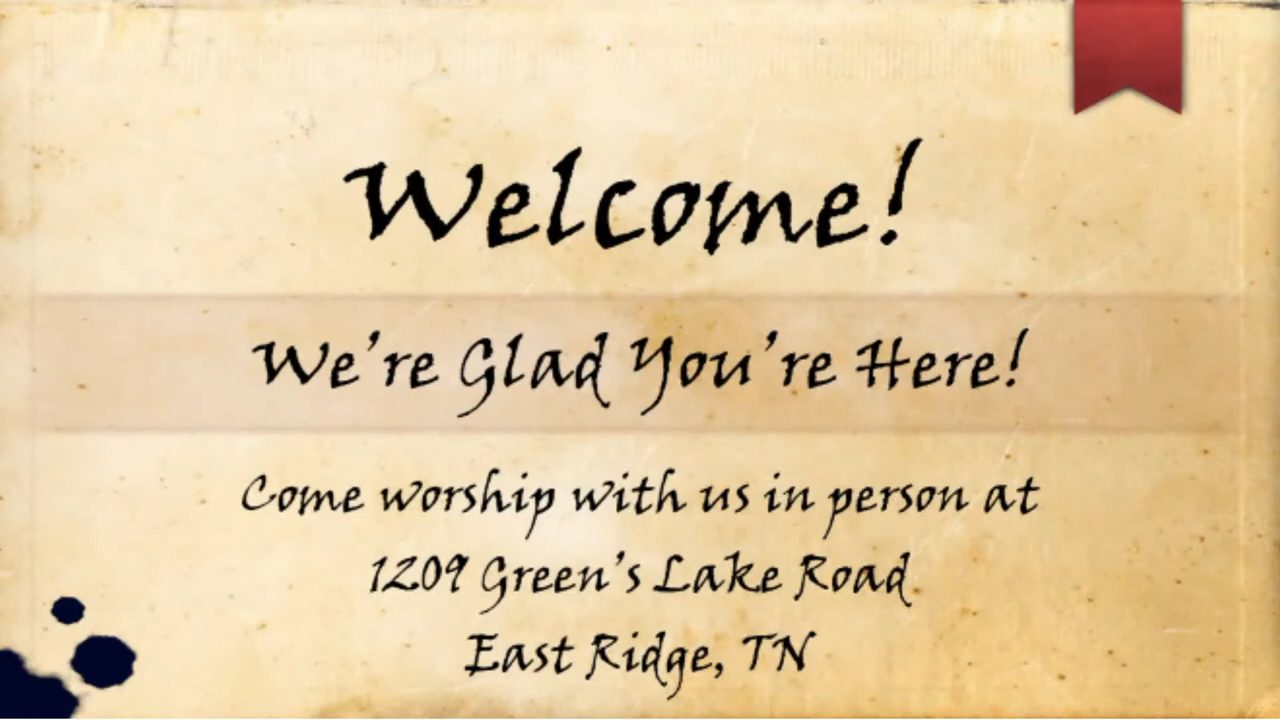 Welcome!
We're Glad You're Here!
Come worship with us in person at
1209 Green's Lake Road
East Ridge, TN